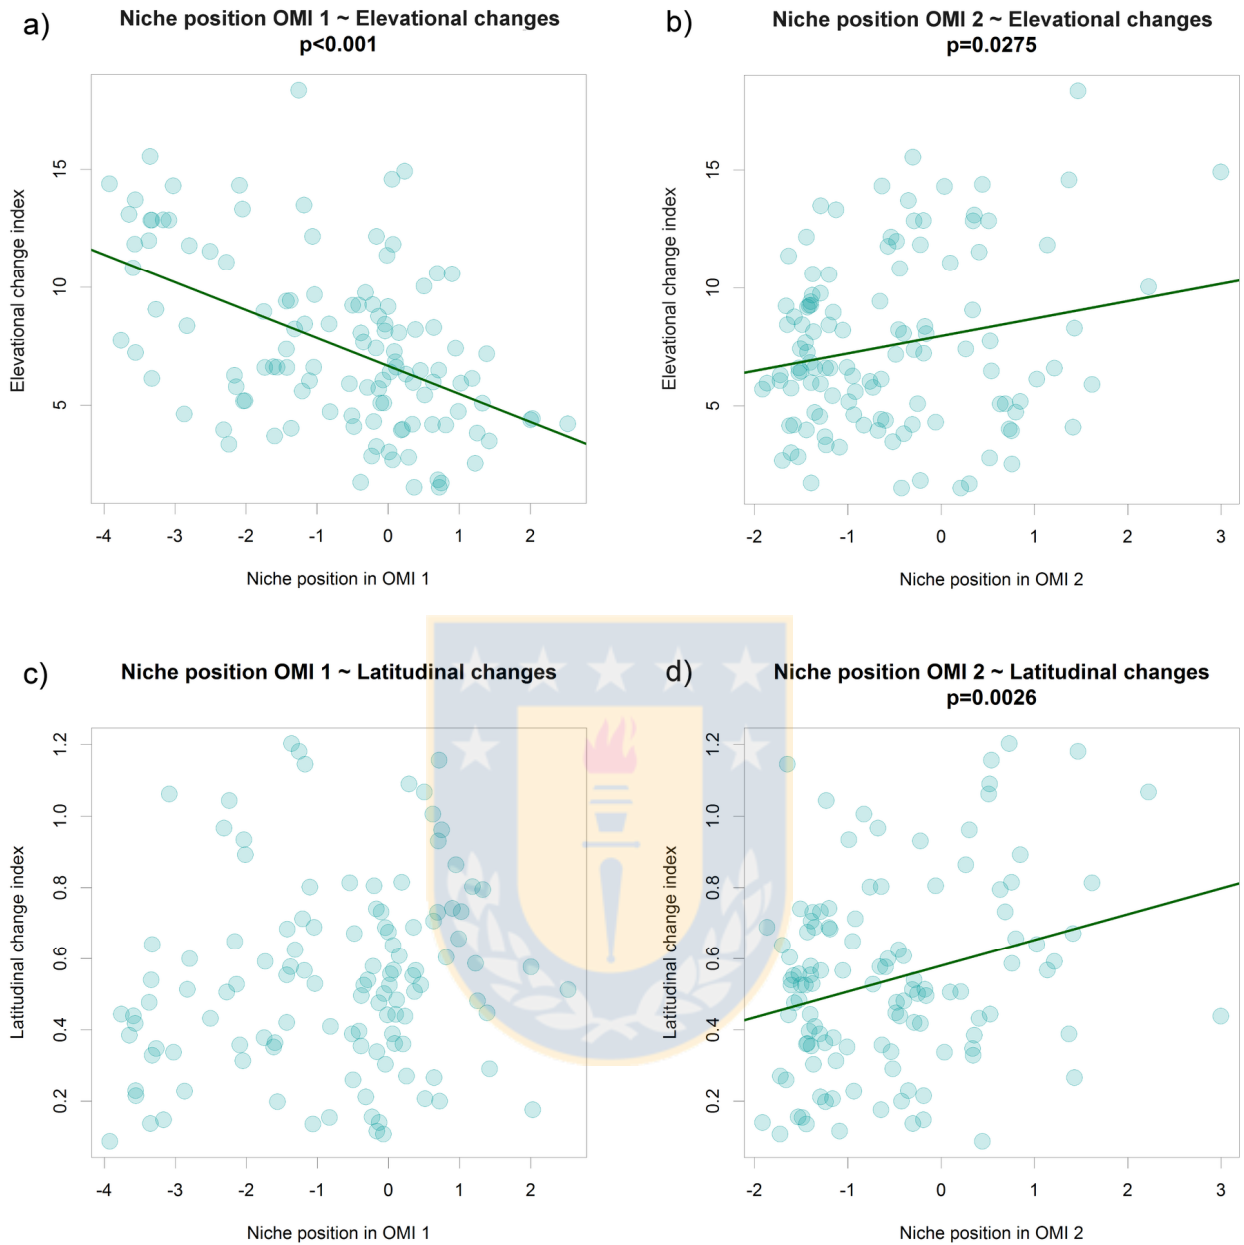 a)
Niche position OMI 1 ~ Elevational changes
p<0.001
Elevational change index
15
10
5
-4 -3 -2 -1 0 1 2
Niche position in OMI 1
b)
Niche position OMI 2 ~ Elevational changes
p=0.0275
Elevational change index
15
10
5
-2 -1 0 1 2 3
Niche position in OMI 2
c)
Niche position OMI 1 ~ Latitudinal changes
Latitudinal change index
1.2
1.0
0.8
0.6
0.4
0.2
-4 -3 -2 -1 0 1 2
Niche position in OMI 1
d)
Niche position OMI 2 ~ Latitudinal changes
p=0.0026
Latitudinal change index
1.2
1.0
0.8
0.6
0.4
0.2
-2 -1 0 1 2 3
Niche position in OMI 2